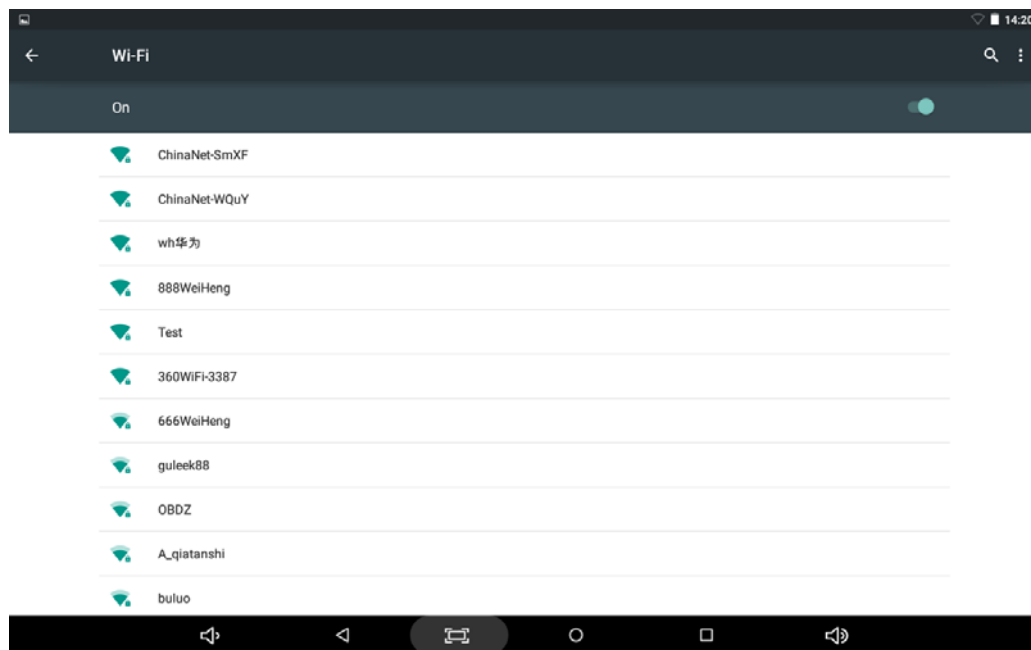 14:20
Wi-Fi
On
ChinaNet-SmXF
ChinaNet-WQuY
wh华为
888WeiHeng
Test
360WiFi-3387
666WeiHeng
guleek88
OBDZ
A_qiatanshi
buluo